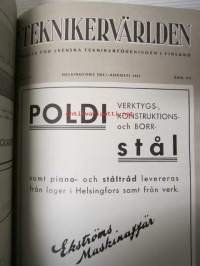 TEKNIKERVÄRLDEN
FÖR SVENSKA TEKNIKERFÖRENINGEN I FINLAND
HELSINGFORS
POLDI
VERKTYGS-,
KONSTRUKTIONS-
och BORR-
stål
samt piano- och ståltråd levereras
från lager i Helsingfors samt från verk.
Ekströms
Maskinaffär